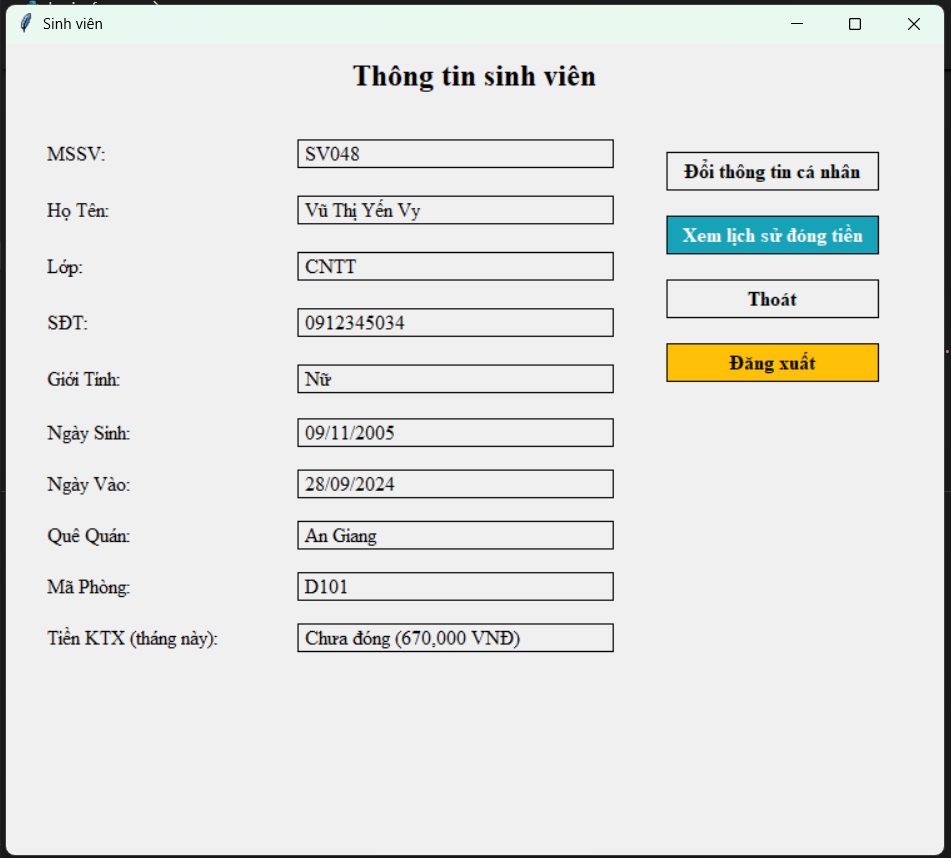 Sinh viên
Thông tin sinh viên
MSSV: SV048
Họ Tên: Vũ Thị Yến Vy
Lớp: CNTT
SĐT: 0912345034
Giới Tính: Nữ
Ngày Sinh: 09/11/2005
Ngày Vào: 28/09/2024
Quê Quán: An Giang
Mã Phòng: D101
Tiền KTX (tháng này): Chưa đóng (670,000 VNĐ)
Đổi thông tin cá nhân
Xem lịch sử đóng tiền
Thoát
Đăng xuất